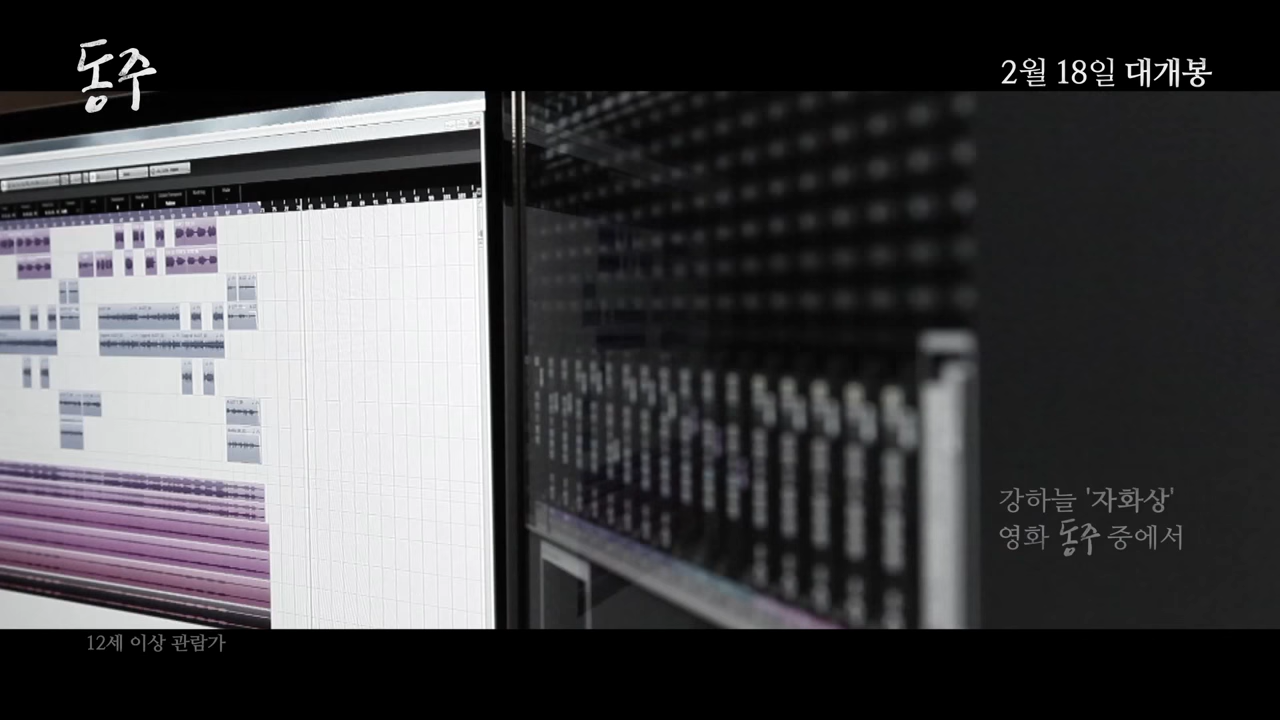 동주
2월 18일 대개봉
강하늘 '자화상'
영화 동주 중에서
12세 이상 관람가